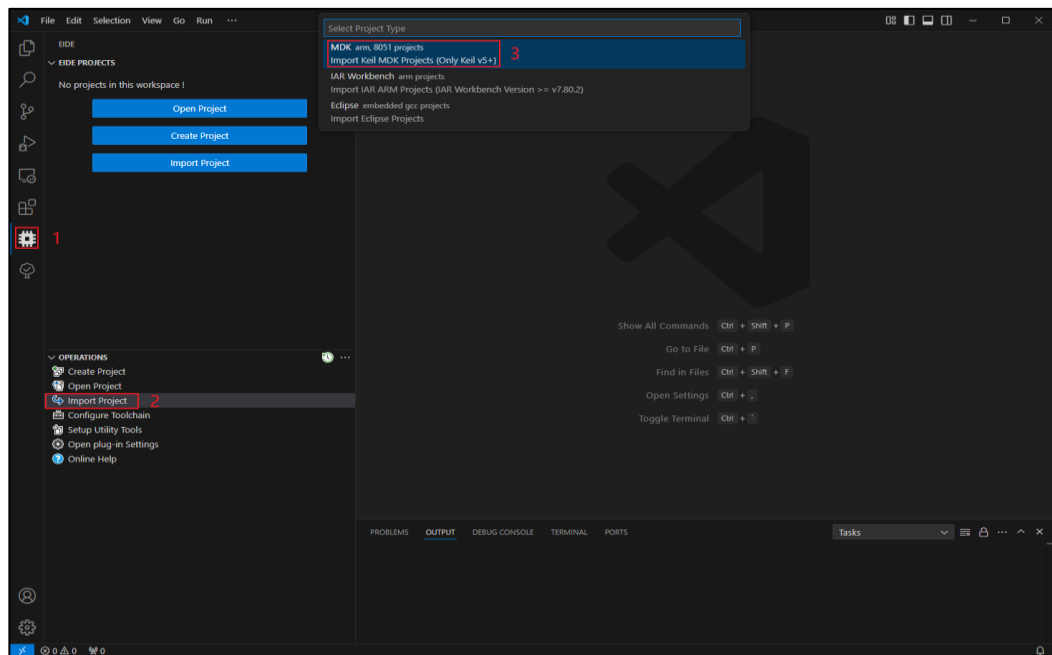 File Edit Selection View Go Run ···
Select Project Type
MDK arm, 8051 projects
Import Keil MDK Projects (Only Keil v5+)
3
IAR Workbench arm projects
Import IAR ARM Projects (IAR Workbench Version >= v7.80.2)
Eclipse embedded gcc projects
Import Eclipse Projects
EIDE
EIDE PROJECTS
No projects in this workspace !
Open Project
Create Project
Import Project
1
OPERATIONS
Create Project
Open Project
Import Project 2
Configure Toolchain
Setup Utility Tools
Open plug-in Settings
Online Help
Show All Commands Ctrl + Shift + P
Go to File Ctrl + P
Find in Files Ctrl + Shift + F
Open Settings Ctrl + ,
Toggle Terminal Ctrl + `
PROBLEMS OUTPUT DEBUG CONSOLE TERMINAL PORTS
Tasks
0 0 0